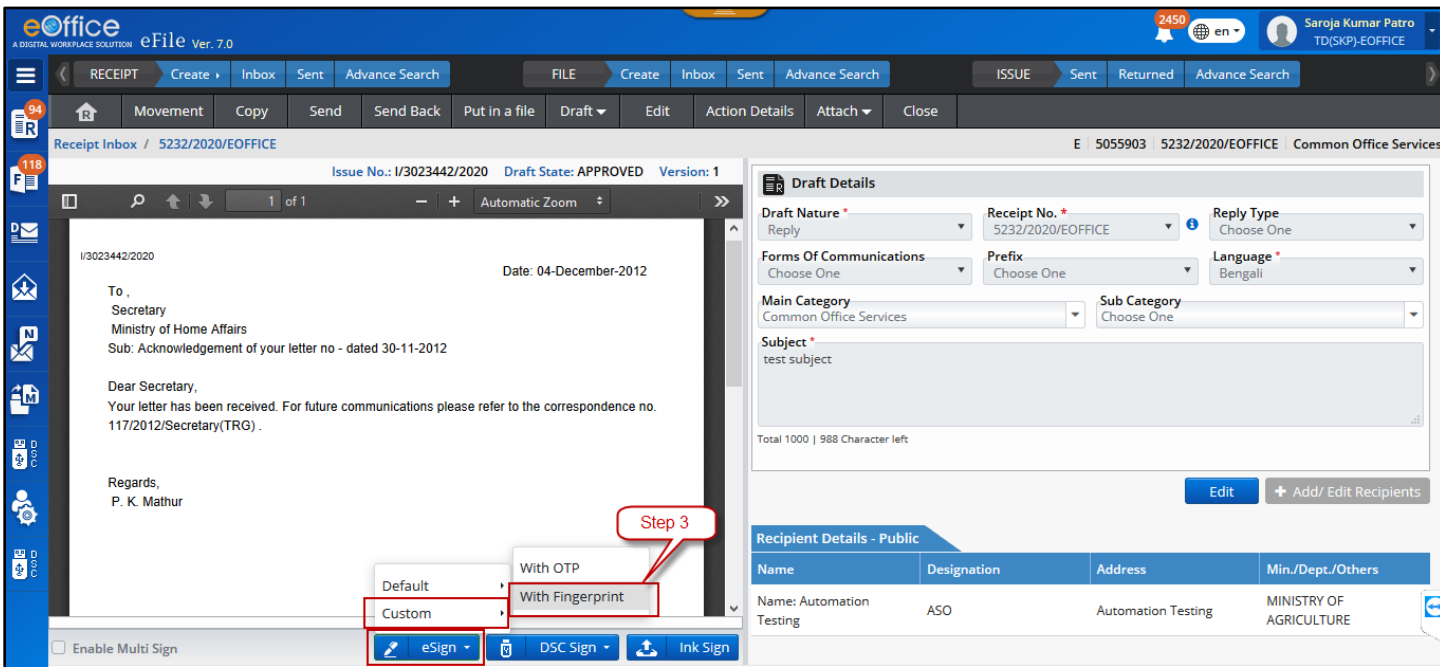 eOffice
A DIGITAL WORKPLACE SOLUTION eFile Ver. 7.0
2450
en
Saroja Kumar Patro
TD(SKP)-EOFFICE
RECEIPT Create Inbox Sent Advance Search FILE Create Inbox Sent Advance Search ISSUE Sent Returned Advance Search
94
R
R Movement Copy Send Send Back Put in a file Draft Edit Action Details Attach Close
Receipt Inbox / 5232/2020/EOFFICE E 5055903 5232/2020/EOFFICE Common Office Services
118
F
Issue No.: I/3023442/2020 Draft State: APPROVED Version: 1
1 of 1 Automatic Zoom
D
I/3023442/2020
Date: 04-December-2012
To ,
Secretary
Ministry of Home Affairs
Sub: Acknowledgement of your letter no - dated 30-11-2012
N
Dear Secretary,
Your letter has been received. For future communications please refer to the correspondence no.
117/2012/Secretary(TRG) .
M
DSC
Regards,
P. K. Mathur
DSC
Step 3
With OTP
With Fingerprint
Default
Custom
Enable Multi Sign eSign DSC Sign Ink Sign
R Draft Details
Draft Nature * Receipt No. * Reply Type
Reply 5232/2020/EOFFICE Choose One
Forms Of Communications Prefix Language *
Choose One Choose One Bengali
Main Category Sub Category
Common Office Services Choose One
Subject *
test subject
Total 1000 | 988 Character left
Edit + Add/ Edit Recipients
Recipient Details - Public
Name Designation Address Min./Dept./Others
Name: Automation Testing ASO Automation Testing MINISTRY OF AGRICULTURE